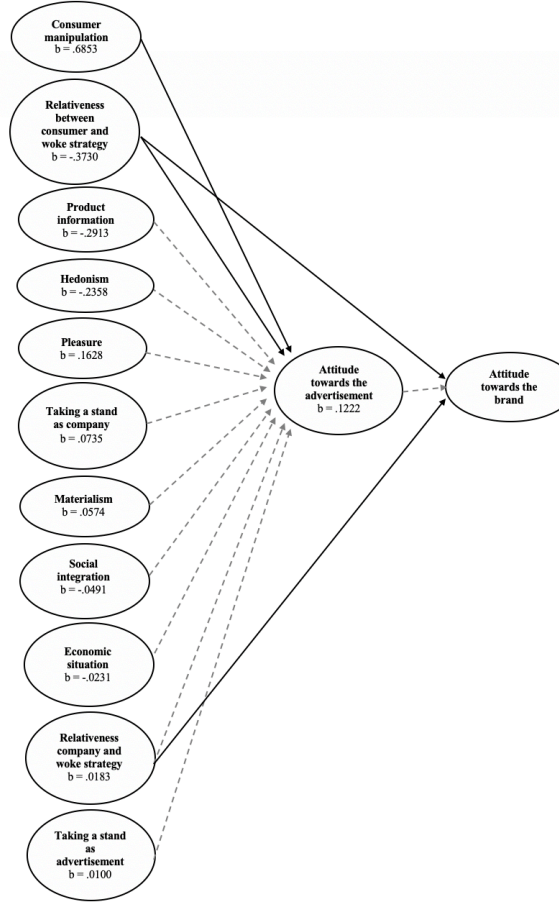 Consumer
manipulation
b = .6853
Relativeness
between
consumer and
woke strategy
b = -.3730
Product
information
b = -.2913
Hedonism
b = -.2358
Pleasure
b = .1628
Taking a stand
as company
b = .0735
Materialism
b = .0574
Social
integration
b = -.0491
Economic
situation
b = -.0231
Relativeness
company and
woke strategy
b = .0183
Taking a stand
as
advertisement
b = .0100
Attitude
towards the
advertisement
b = .1222
Attitude
towards the
brand